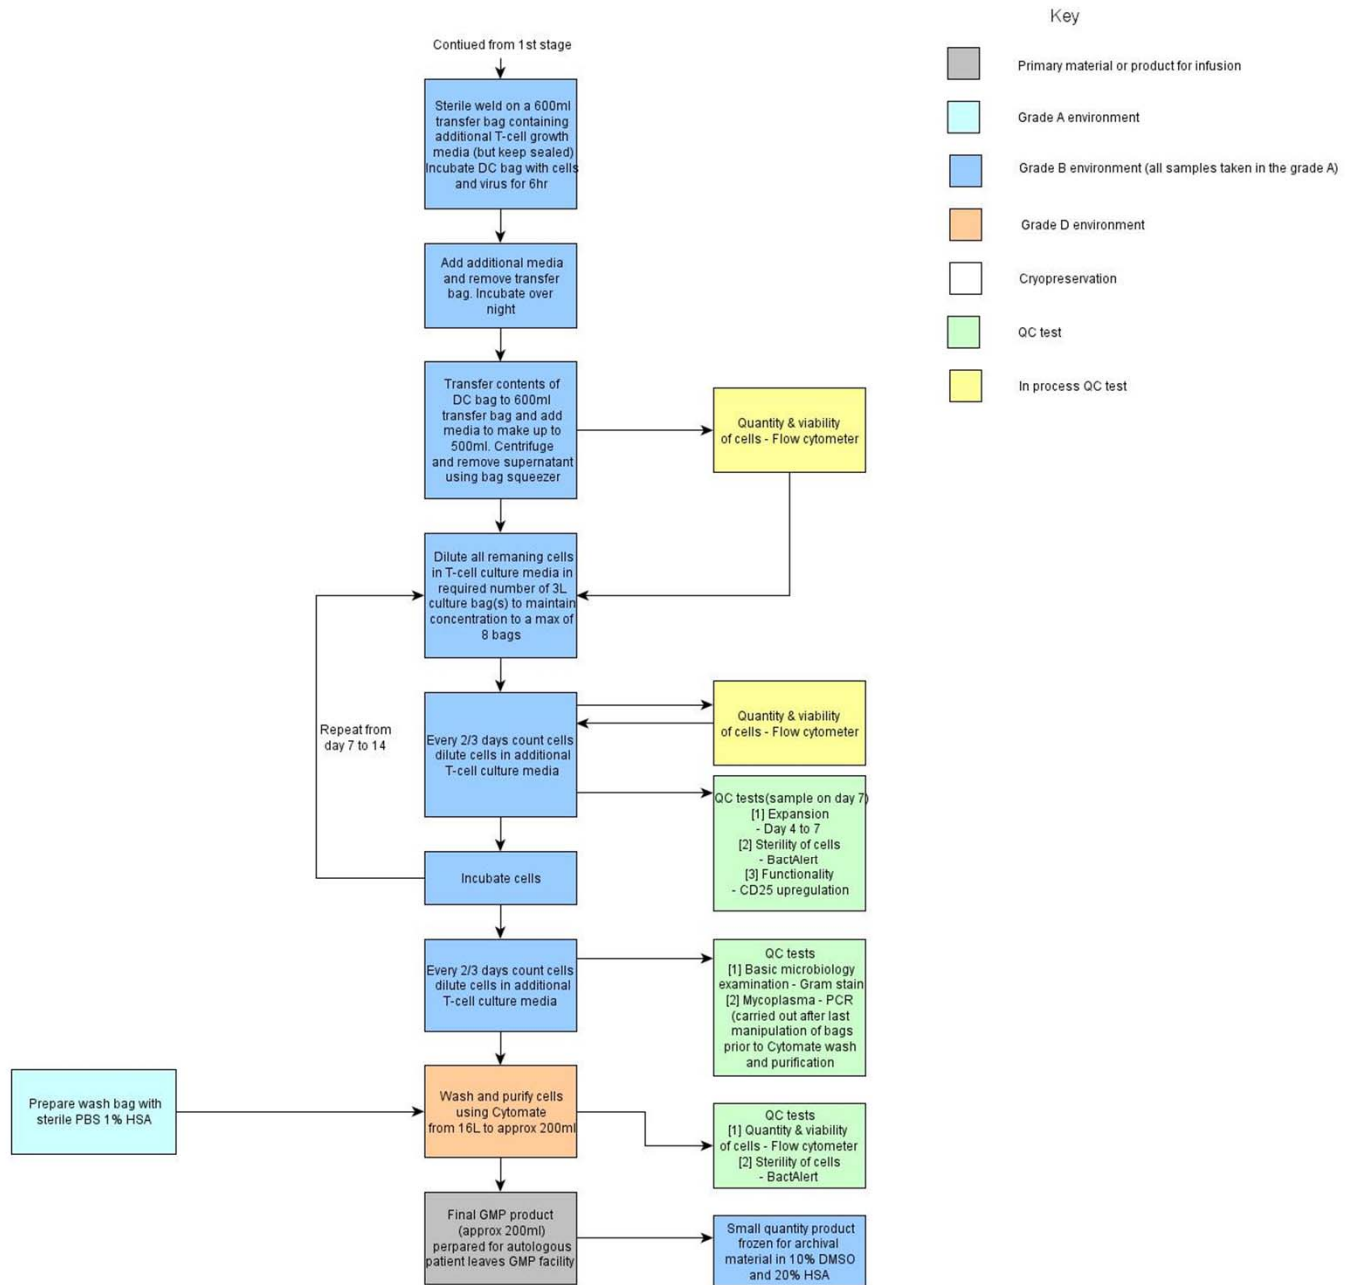 Key
Contiued from 1st stage
Primary material or product for infusion
Grade A environment
Grade B environment (all samples taken in the grade A)
Grade D environment
Cryopreservation
QC test
In process QC test
Sterile weld on a 600ml
transfer bag containing
additional T-cell growth
media (but keep sealed)
Incubate DC bag with cells
and virus for 6hr
Add additional media
and remove transfer
bag. Incubate over
night
Transfer contents of
DC bag to 600ml
transfer bag and add
media to make up to
500ml. Centrifuge
and remove supernatant
using bag squeezer
Quantity & viability
of cells - Flow cytometer
Dilute all remaning cells
in T-cell culture media in
required number of 3L
culture bag(s) to maintain
concentration to a max of
8 bags
Repeat from
day 7 to 14
Every 2/3 days count cells
dilute cells in additional
T-cell culture media
Quantity & viability
of cells - Flow cytometer
QC tests(sample on day 7)
[1] Expansion
- Day 4 to 7
[2] Sterility of cells
- BactAlert
[3] Functionality
- CD25 upregulation
Incubate cells
Every 2/3 days count cells
dilute cells in additional
T-cell culture media
QC tests
[1] Basic microbiology
examination - Gram stain
[2] Mycoplasma - PCR
(carried out after last
manipulation of bags
prior to Cytomate wash
and purification
Prepare wash bag with
sterile PBS 1% HSA
Wash and purify cells
using Cytomate
from 16L to approx 200ml
QC tests
[1] Quantity & viability
of cells - Flow cytometer
[2] Sterility of cells
- BactAlert
Final GMP product
(approx 200ml)
perpared for autologous
patient leaves GMP facility
Small quantity product
frozen for archival
material in 10% DMSO
and 20% HSA